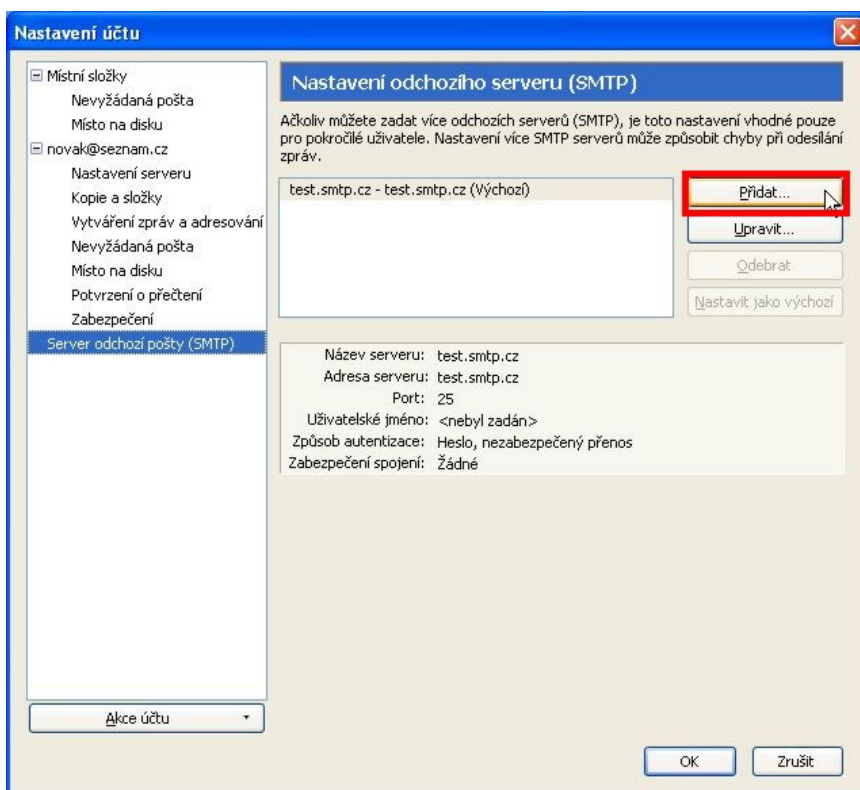 Nastavení účtu
Místní složky
Nevyžádaná pošta
Místo na disku
novak@seznam.cz
Nastavení serveru
Kopie a složky
Vytváření zpráv a adresování
Nevyžádaná pošta
Místo na disku
Potvrzení o přečtení
Zabezpečení
Server odchozí pošty (SMTP)
Akce účtu
Nastavení odchozího serveru (SMTP)
Ačkoliv můžete zadat více odchozích serverů (SMTP), je toto nastavení vhodné pouze
pro pokročilé uživatele. Nastavení více SMTP serverů může způsobit chyby při odesílání
zpráv.
test.smtp.cz - test.smtp.cz (Výchozí)
Přidat...
Upravit...
Odebrat
Nastavit jako výchozí
Název serveru: test.smtp.cz
Adresa serveru: test.smtp.cz
Port: 25
Uživatelské jméno: <nebyl zadán>
Způsob autentizace: Heslo, nezabezpečený přenos
Zabezpečení spojení: Žádné
OK
Zrušit